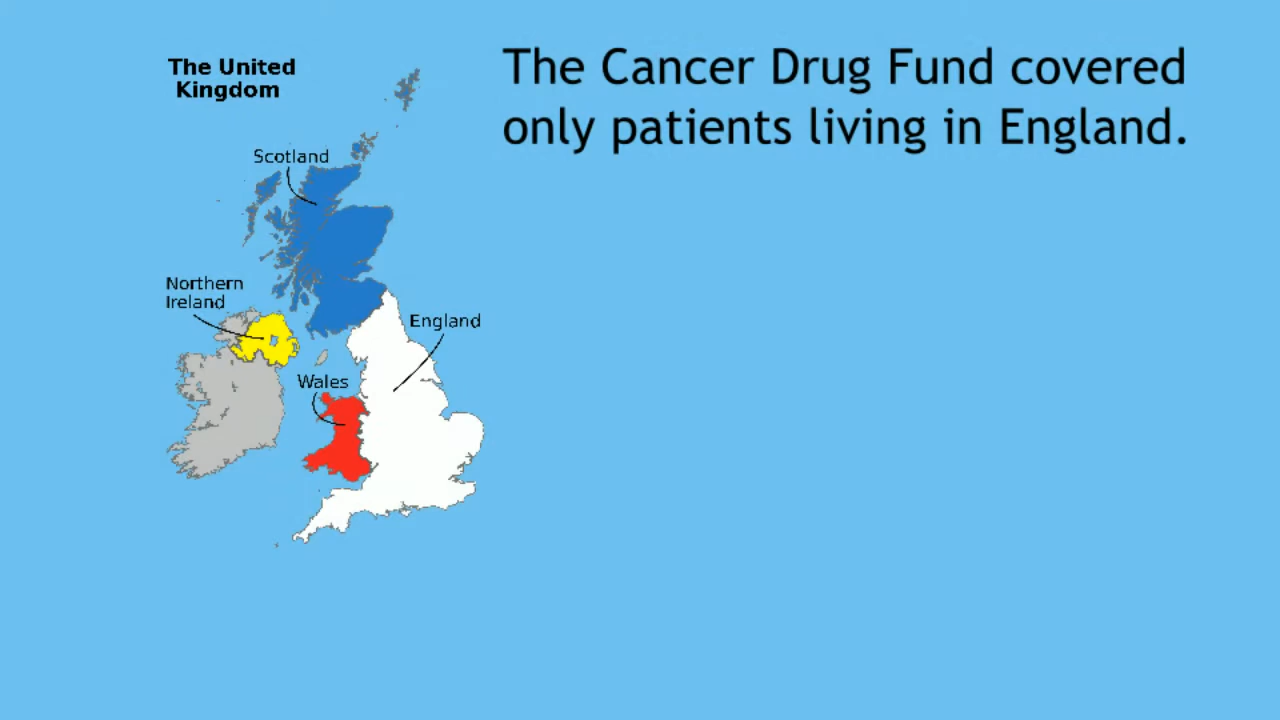 The United
Kingdom
The Cancer Drug Fund covered
only patients living in England.
Scotland
Northern
Ireland
England
Wales